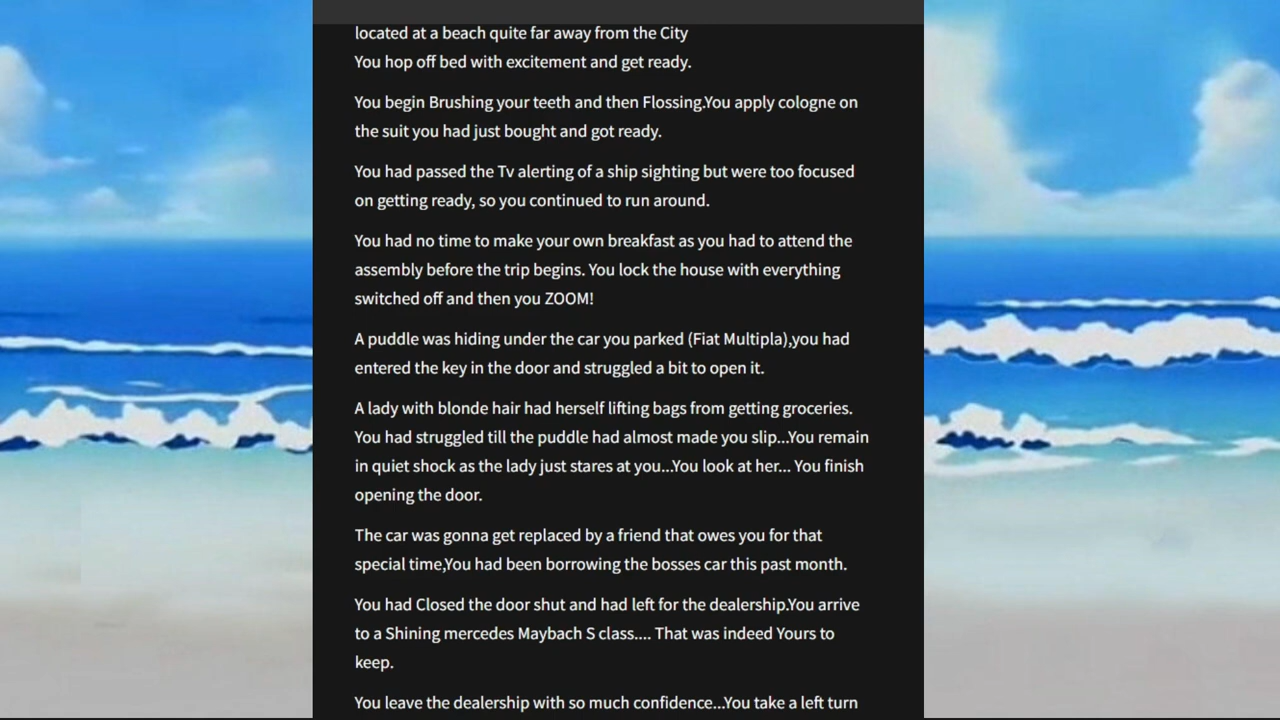 located at a beach quite far away from the City
You hop off bed with excitement and get ready.
You begin Brushing your teeth and then Flossing.You apply cologne on
the suit you had just bought and got ready.
You had passed the Tv alerting of a ship sighting but were too focused
on getting ready, so you continued to run around.
You had no time to make your own breakfast as you had to attend the
assembly before the trip begins. You lock the house with everything
switched off and then you ZOOM!
A puddle was hiding under the car you parked (Fiat Multipla),you had
entered the key in the door and struggled a bit to open it.
A lady with blonde hair had herself lifting bags from getting groceries.
You had struggled till the puddle had almost made you slip...You remain
in quiet shock as the lady just stares at you...You look at her... You finish
opening the door.
The car was gonna get replaced by a friend that owes you for that
special time,You had been borrowing the bosses car this past month.
You had Closed the door shut and had left for the dealership.You arrive
to a Shining mercedes Maybach S class.... That was indeed Yours to
keep.
You leave the dealership with so much confidence...You take a left turn